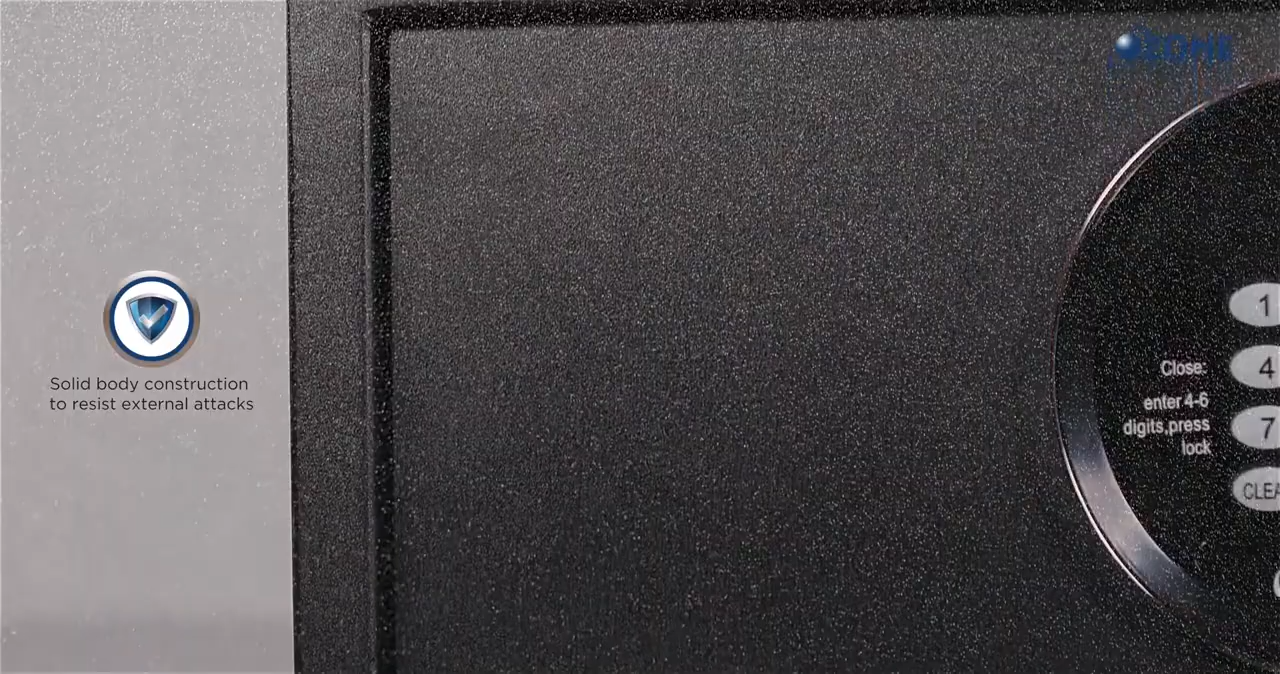 Solid body construction
to resist external attacks
Close:
enter 4-6
digits,press
lock
1
4
7